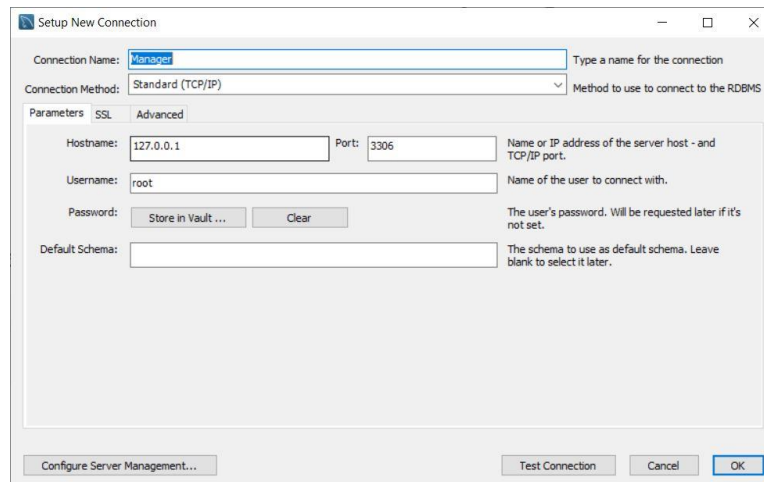 Setup New Connection
Connection Name: Manager Type a name for the connection
Connection Method: Standard (TCP/IP) Method to use to connect to the RDBMS
Parameters SSL Advanced
Hostname: 127.0.0.1 Port: 3306 Name or IP address of the server host - and
TCP/IP port.
Username: root Name of the user to connect with.
Password: Store in Vault ... Clear The user's password. Will be requested later if it's
not set.
Default Schema: The schema to use as default schema. Leave
blank to select it later.
Configure Server Management... Test Connection Cancel OK